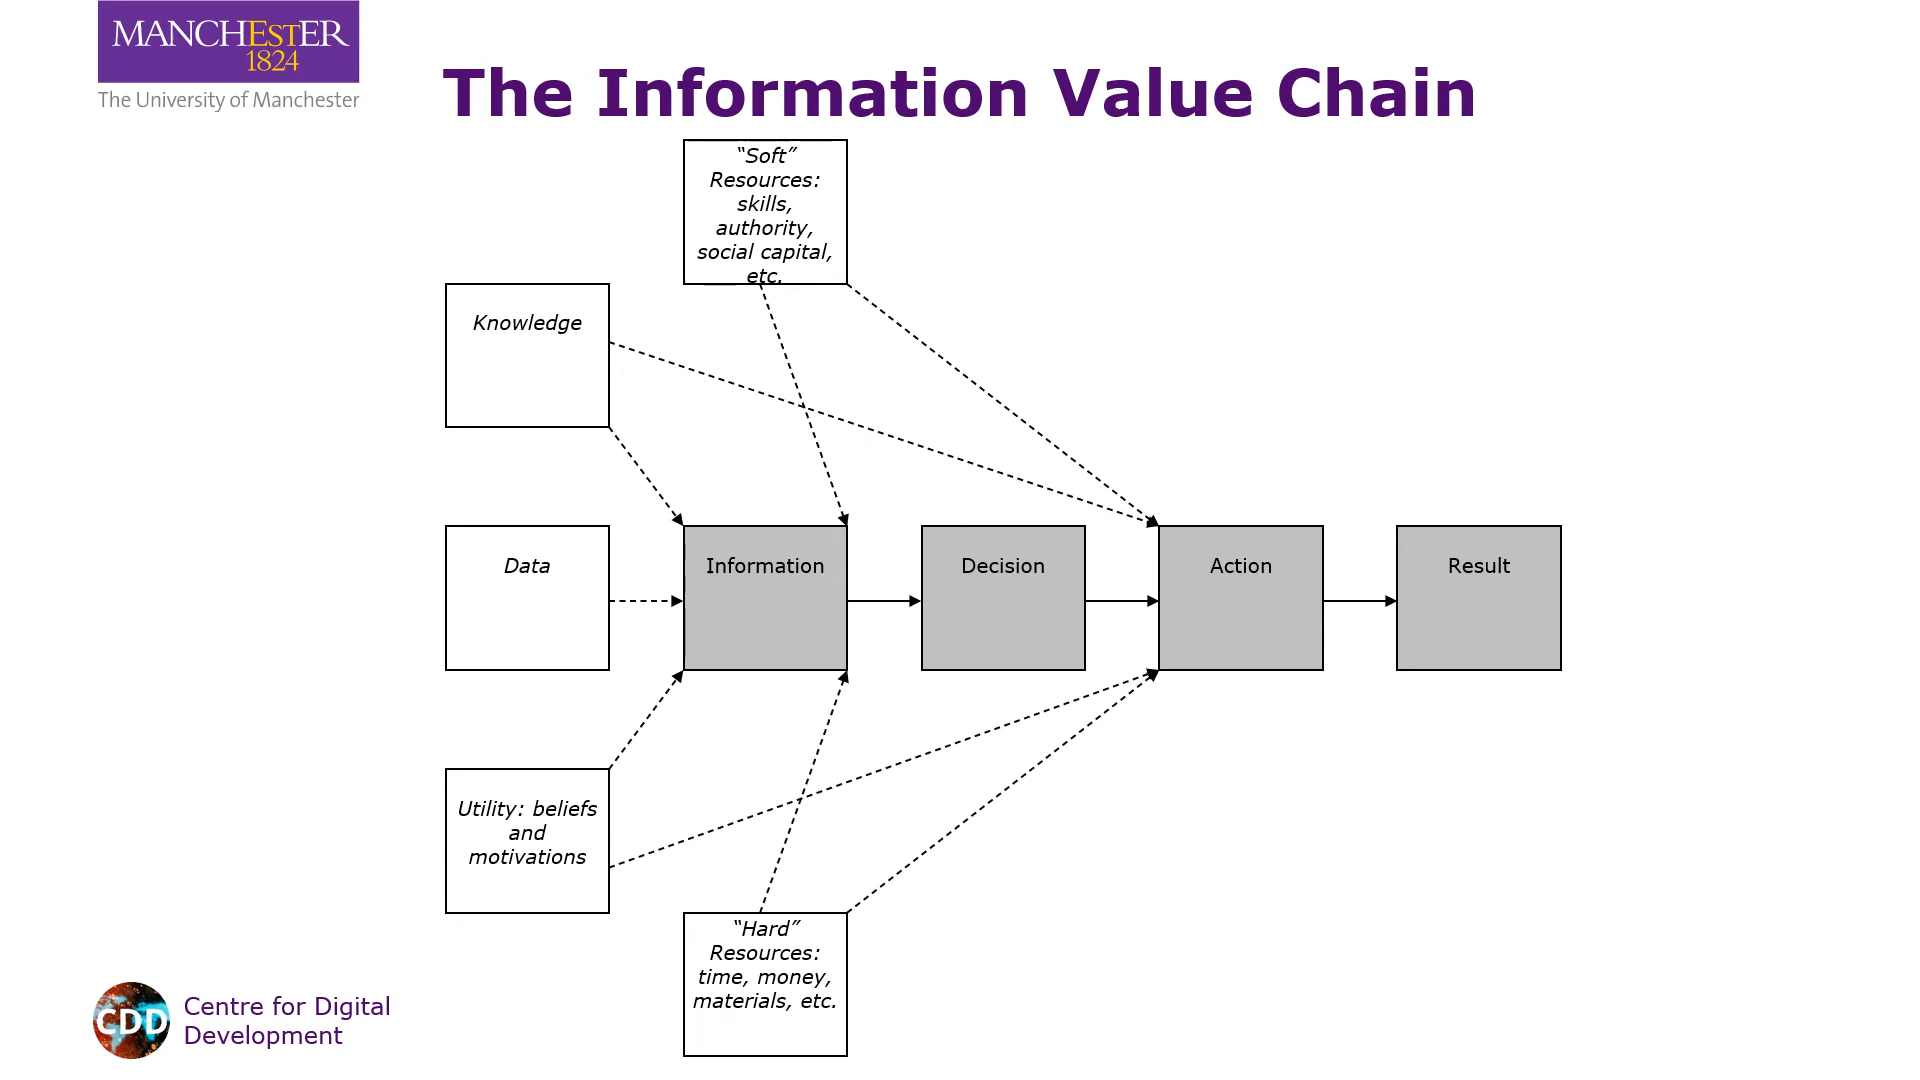 MANCHESTER
1824
The University of Manchester
The Information Value Chain
“Soft”
Resources:
skills,
authority,
social capital,
etc.
Knowledge
Data
Information
Decision
Action
Result
Utility: beliefs
and
motivations
“Hard”
Resources:
time, money,
materials, etc.
CDD
Centre for Digital
Development